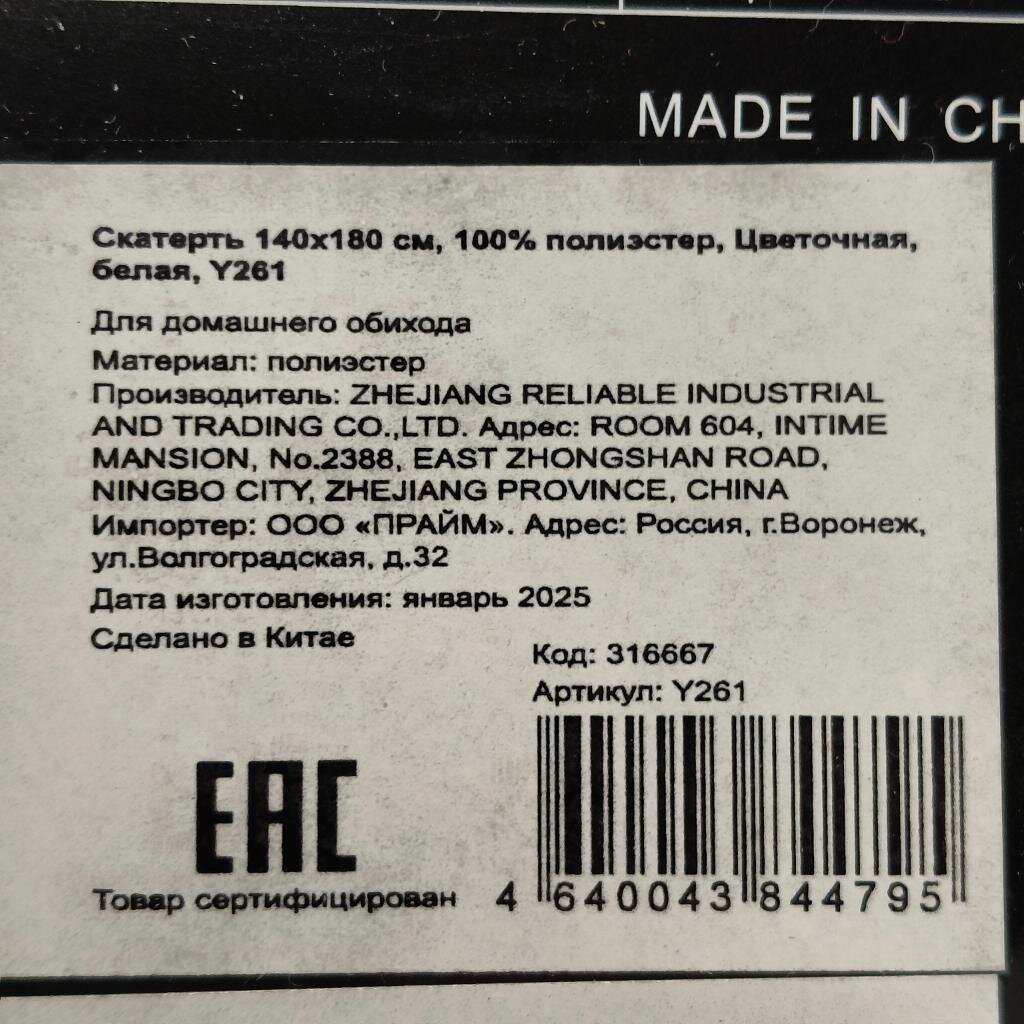 MADE IN CH
Скатерть 140х180 см, 100% полиэстер, Цветочная,
белая, Y261
Для домашнего обихода
Материал: полиэстер
Производитель: ZHEJIANG RELIABLE INDUSTRIAL
AND TRADING CO.,LTD. Адрес: ROOM 604, INTIME
MANSION, No.2388, EAST ZHONGSHAN ROAD,
NINGBO CITY, ZHEJIANG PROVINCE, CHINA
Импортер: ООО «ПРАЙМ». Адрес: Россия, г.Воронеж,
ул.Волгоградская, д.32
Дата изготовления: январь 2025
Сделано в Китае
Код: 316667
Артикул: Y261
EAC
Товар сертифицирован
4 640043 844795